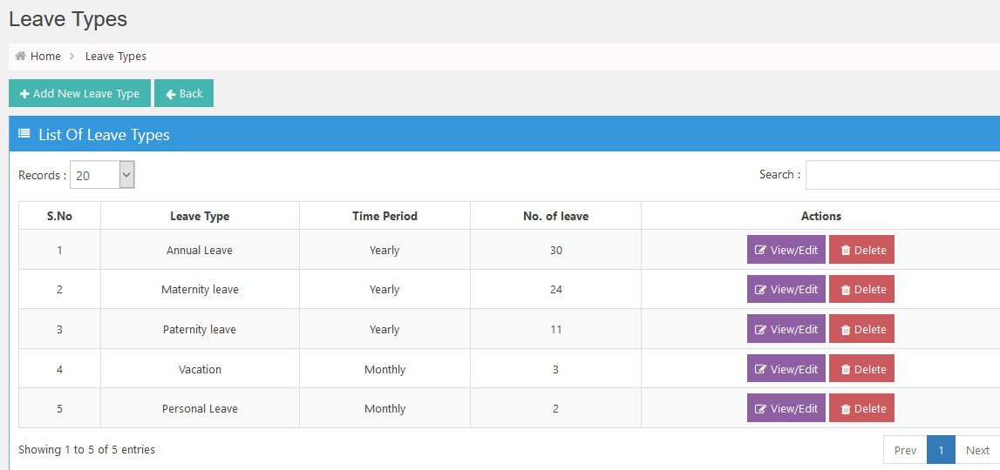 Leave Types
Home > Leave Types
Add New Leave Type Back
List Of Leave Types
Records : 20 Search :
S.No Leave Type Time Period No. of leave Actions
1 Annual Leave Yearly 30 View/Edit Delete
2 Maternity leave Yearly 24 View/Edit Delete
3 Paternity leave Yearly 11 View/Edit Delete
4 Vacation Monthly 3 View/Edit Delete
5 Personal Leave Monthly 2 View/Edit Delete
Showing 1 to 5 of 5 entries Prev 1 Next